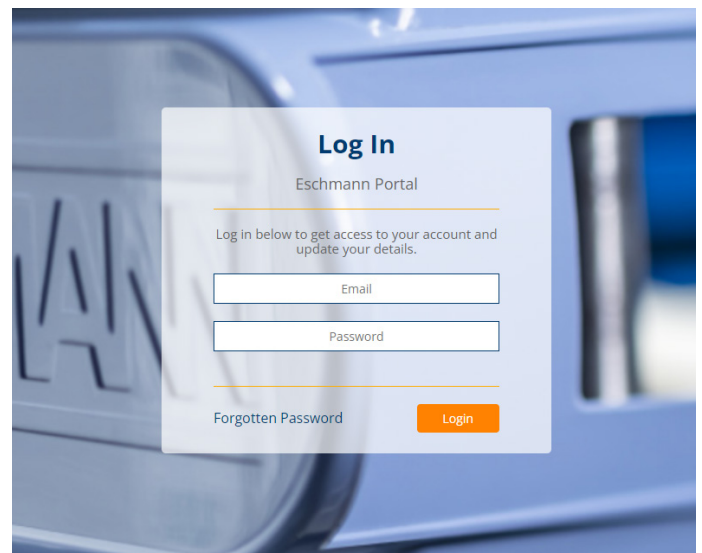 Log In
Eschmann Portal
Log in below to get access to your account and
update your details.
Email
Password
Forgotten Password
Login
MANN